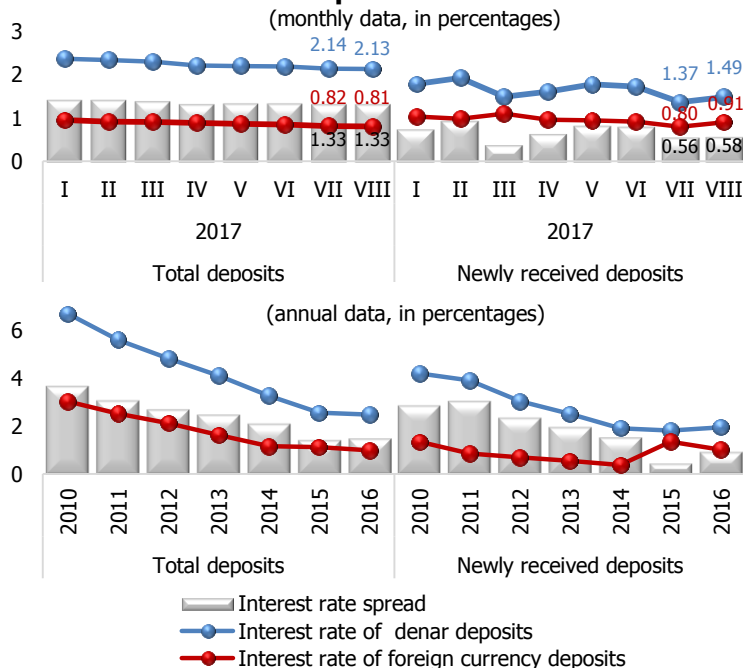 (monthly data, in percentages)
3
2
1
0
2.14 2.13
0.82 0.81
1.33 1.33
1.37 1.49
0.80 0.91
0.56 0.58
I II III IV V VI VII VIII
I II III IV V VI VII VIII
2017
2017
Total deposits
Newly received deposits
(annual data, in percentages)
6
4
2
0
2010 2011 2012 2013 2014 2015 2016
2010 2011 2012 2013 2014 2015 2016
Total deposits
Newly received deposits
Interest rate spread
Interest rate of denar deposits
Interest rate of foreign currency deposits